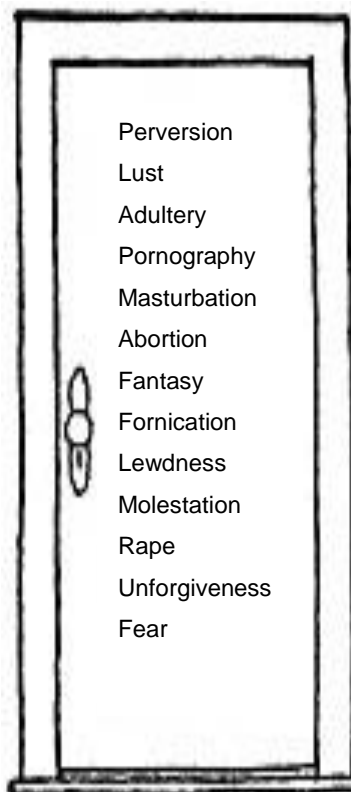 Perversion
Lust
Adultery
Pornography
Masturbation
Abortion
Fantasy
Fornication
Lewdness
Molestation
Rape
Unforgiveness
Fear